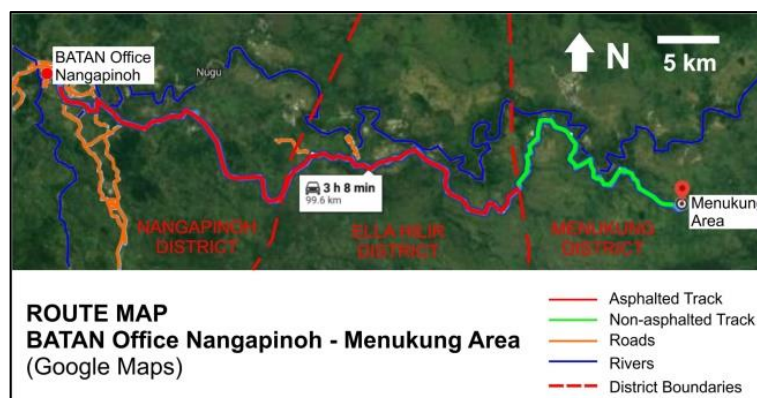 BATAN Office
Nangapinoh
Nugu
N
5 km
3 h 8 min
99.6 km
Menukung
Area
NANGAPINOH
DISTRICT
ELLA HILIR
DISTRICT
MENUKUNG
DISTRICT
ROUTE MAP
BATAN Office Nangapinoh - Menukung Area
(Google Maps)
Asphalted Track
Non-asphalted Track
Roads
Rivers
District Boundaries